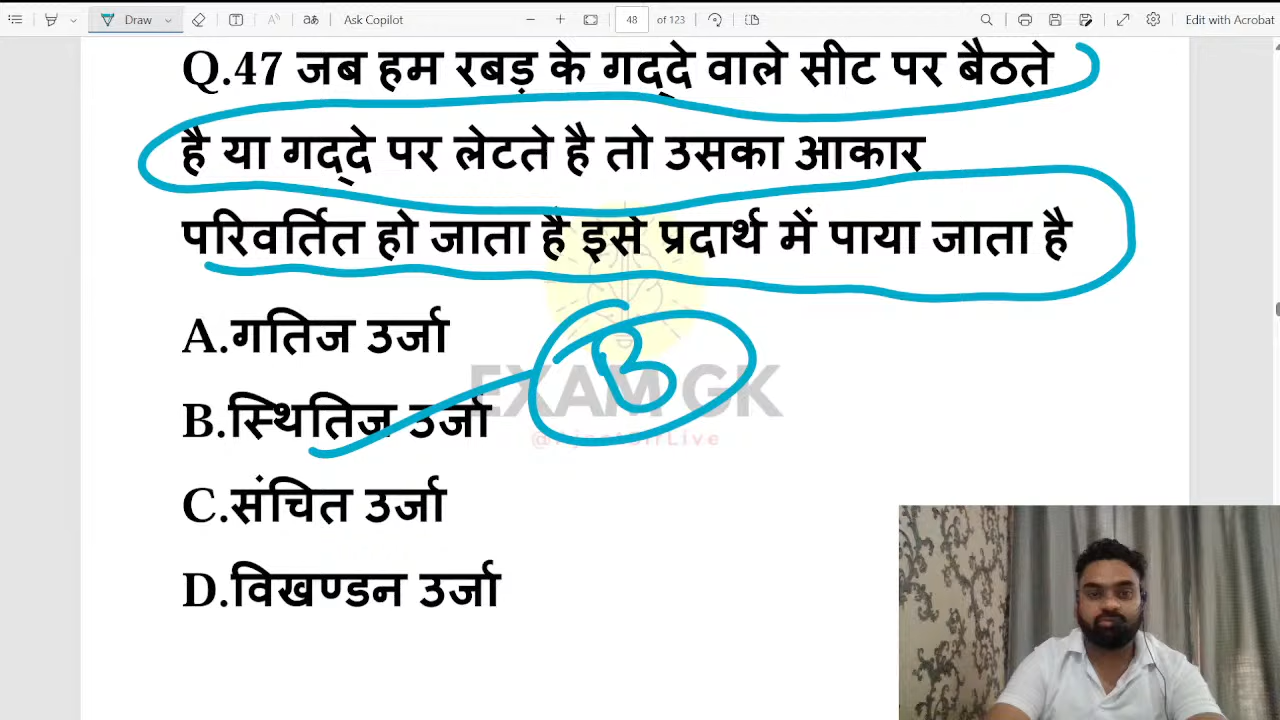 Draw
Ask Copilot
48 of 123
Edit with Acrobat
Q.47 जब हम रबड़ के गद्दे वाले सीट पर बैठते
है या गद्दे पर लेटते है तो उसका आकार
परिवर्तित हो जाता है इसे प्रदार्थ में पाया जाता है
A.गतिज उर्जा
B.स्थितिज उर्जा
B
EXAM GK
C.संचित उर्जा
D.विखण्डन उर्जा